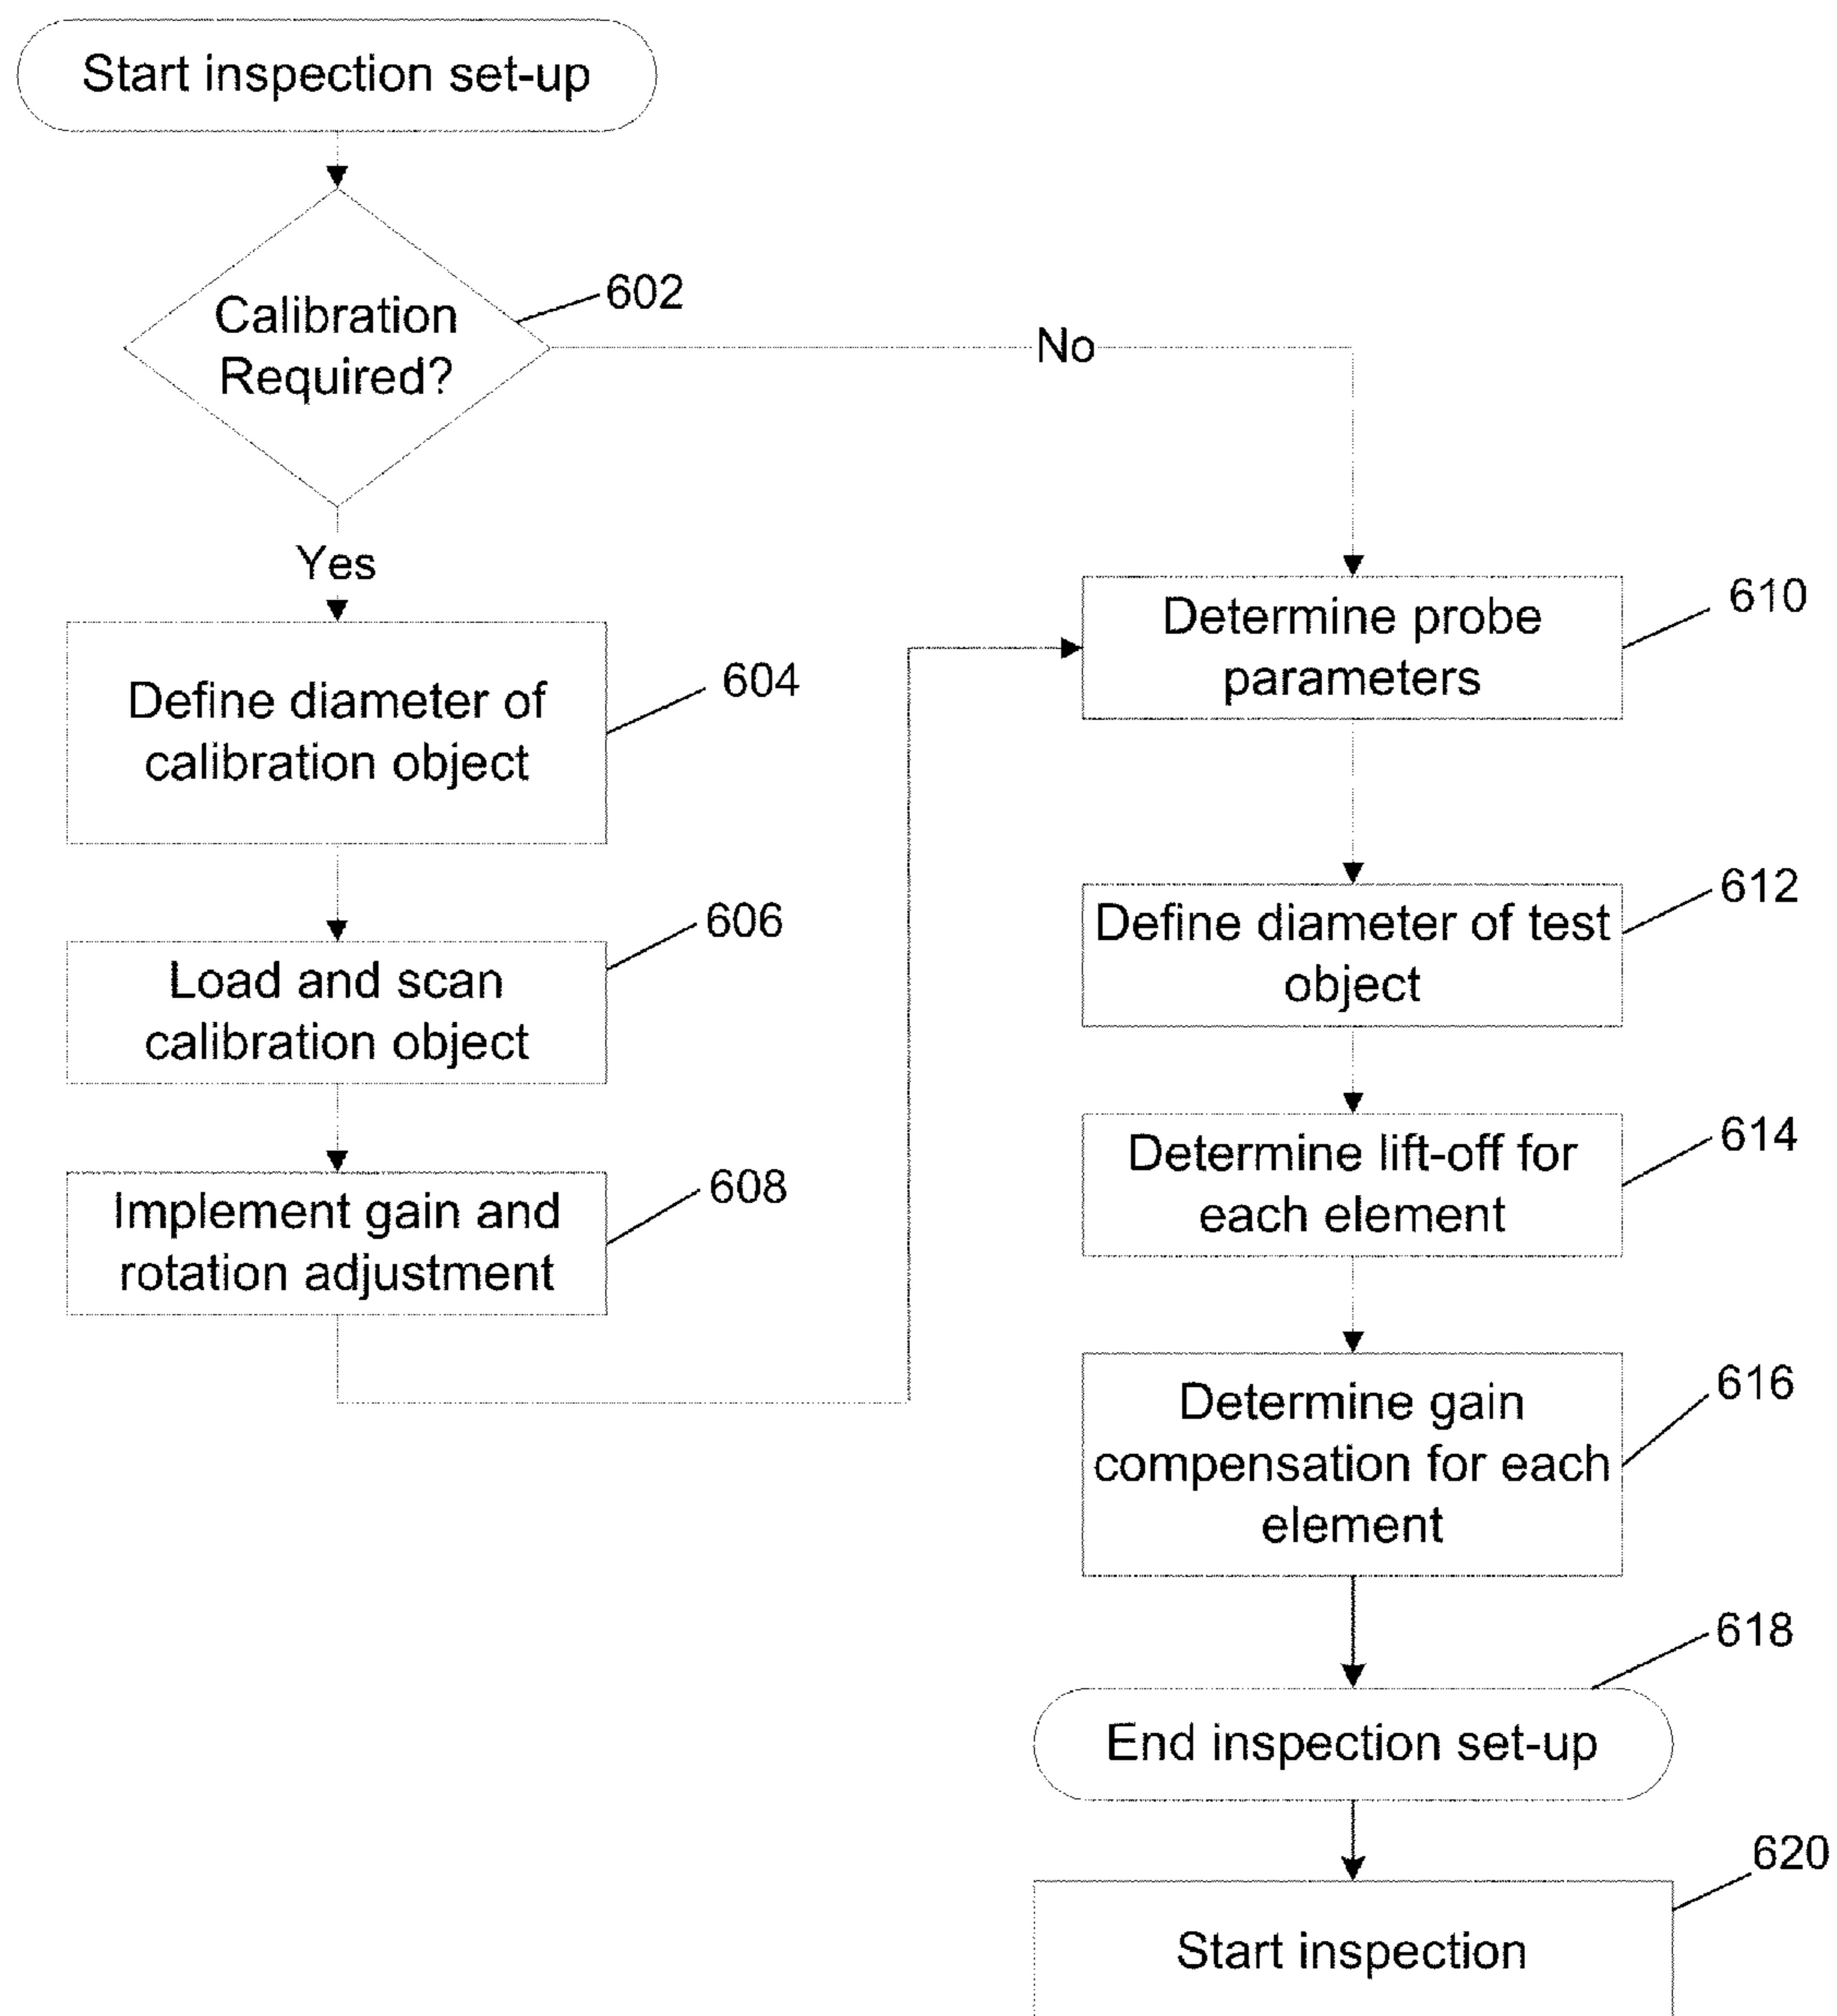 Start inspection set-up
602
Calibration
Required?
No
Yes
604
Define diameter of
calibration object
606
Load and scan
calibration object
608
Implement gain and
rotation adjustment
610
Determine probe
parameters
612
Define diameter of test
object
614
Determine lift-off for
each element
616
Determine gain
compensation for each
element
618
End inspection set-up
620
Start inspection